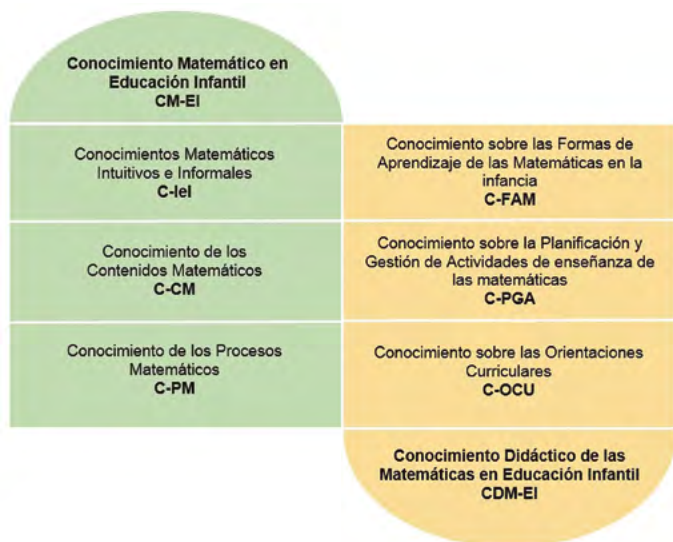 Conocimiento Matemático en
Educación Infantil
CM-EI
Conocimientos Matemáticos
Intuitivos e Informales
C-IeI
Conocimiento de los
Contenidos Matemáticos
C-CM
Conocimiento de los Procesos
Matemáticos
C-PM
Conocimiento sobre las Formas de
Aprendizaje de las Matemáticas en la
infancia
C-FAM
Conocimiento sobre la Planificación y
Gestión de Actividades de enseñanza de
las matemáticas
C-PGA
Conocimiento sobre las Orientaciones
Curriculares
C-OCU
Conocimiento Didáctico de las
Matemáticas en Educación Infantil
CDM-EI